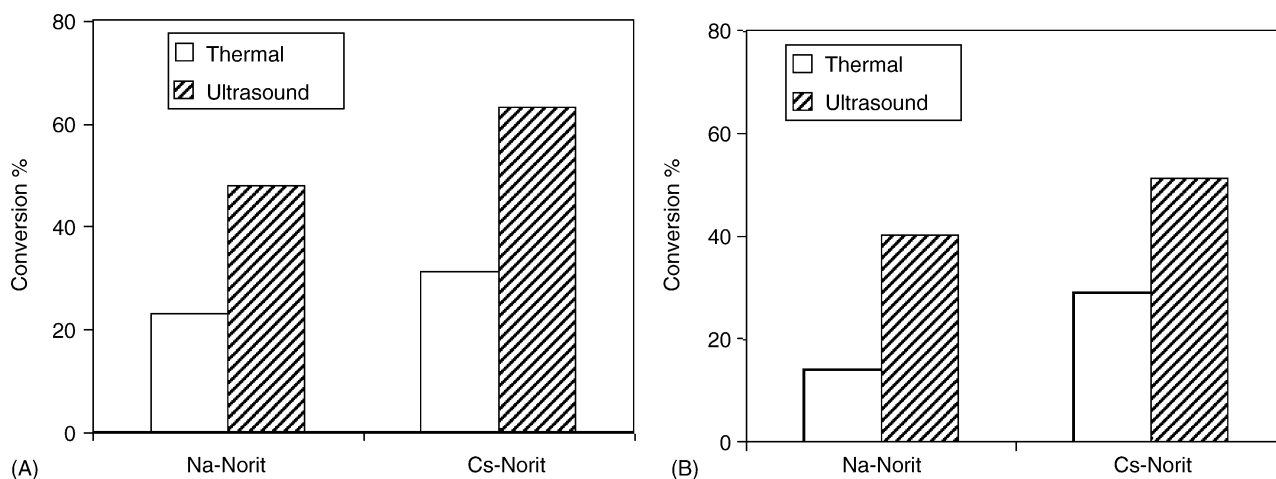 80
60
40
20
0
Conversion %
Thermal
Ultrasound
Na-Norit
Cs-Norit
(A)
80
60
40
20
0
Conversion %
Thermal
Ultrasound
Na-Norit
Cs-Norit
(B)